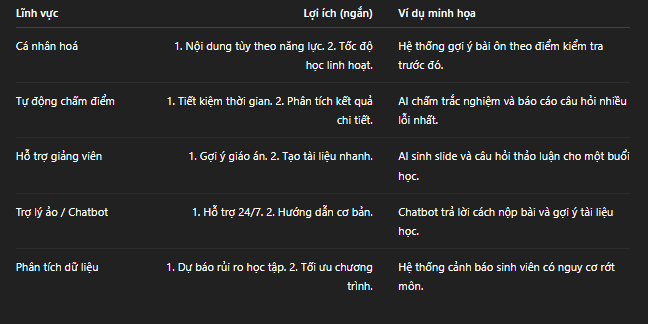 Lĩnh vực Lợi ích (ngắn) Ví dụ minh họa
Cá nhân hoá 1. Nội dung tùy theo năng lực. 2. Tốc độ học linh hoạt. Hệ thống gợi ý bài ôn theo điểm kiểm tra trước đó.
Tự động chấm điểm 1. Tiết kiệm thời gian. 2. Phân tích kết quả chi tiết. AI chấm trắc nghiệm và báo cáo câu hỏi nhiều lỗi nhất.
Hỗ trợ giảng viên 1. Gợi ý giáo án. 2. Tạo tài liệu nhanh. AI sinh slide và câu hỏi thảo luận cho một buổi học.
Trợ lý ảo / Chatbot 1. Hỗ trợ 24/7. 2. Hướng dẫn cơ bản. Chatbot trả lời cách nộp bài và gợi ý tài liệu học.
Phân tích dữ liệu 1. Dự báo rủi ro học tập. 2. Tối ưu chương trình. Hệ thống cảnh báo sinh viên có nguy cơ rớt môn.